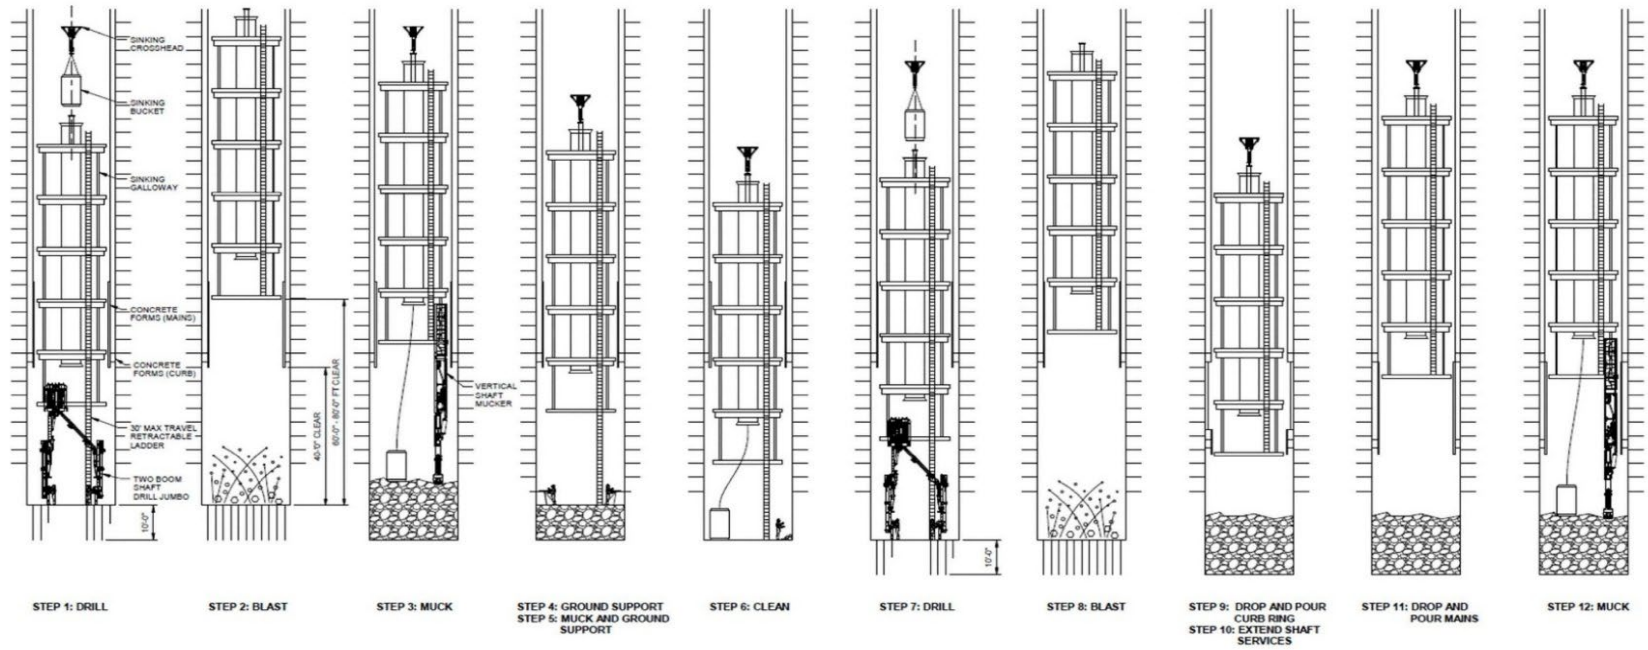 SINKING
CROSSHEAD
SINKING
BUCKET
SINKING
GALLOWAY
CONCRETE
FORMS (MAINS)
CONCRETE
FORMS (CURB)
30' MAX TRAVEL
RETRACTABLE
LADDER
TWO BOOM
SHAFT
DRILL JUMBO
10'-0"
40'-0" CLEAR
60'-0" - 80'-0" FT CLEAR
VERTICAL
SHAFT
MUCKER
10'-0"
STEP 1: DRILL
STEP 2: BLAST
STEP 3: MUCK
STEP 4: GROUND SUPPORT
STEP 5: MUCK AND GROUND
SUPPORT
STEP 6: CLEAN
STEP 7: DRILL
STEP 8: BLAST
STEP 9: DROP AND POUR
CURB RING
STEP 10: EXTEND SHAFT
SERVICES
STEP 11: DROP AND
POUR MAINS
STEP 12: MUCK